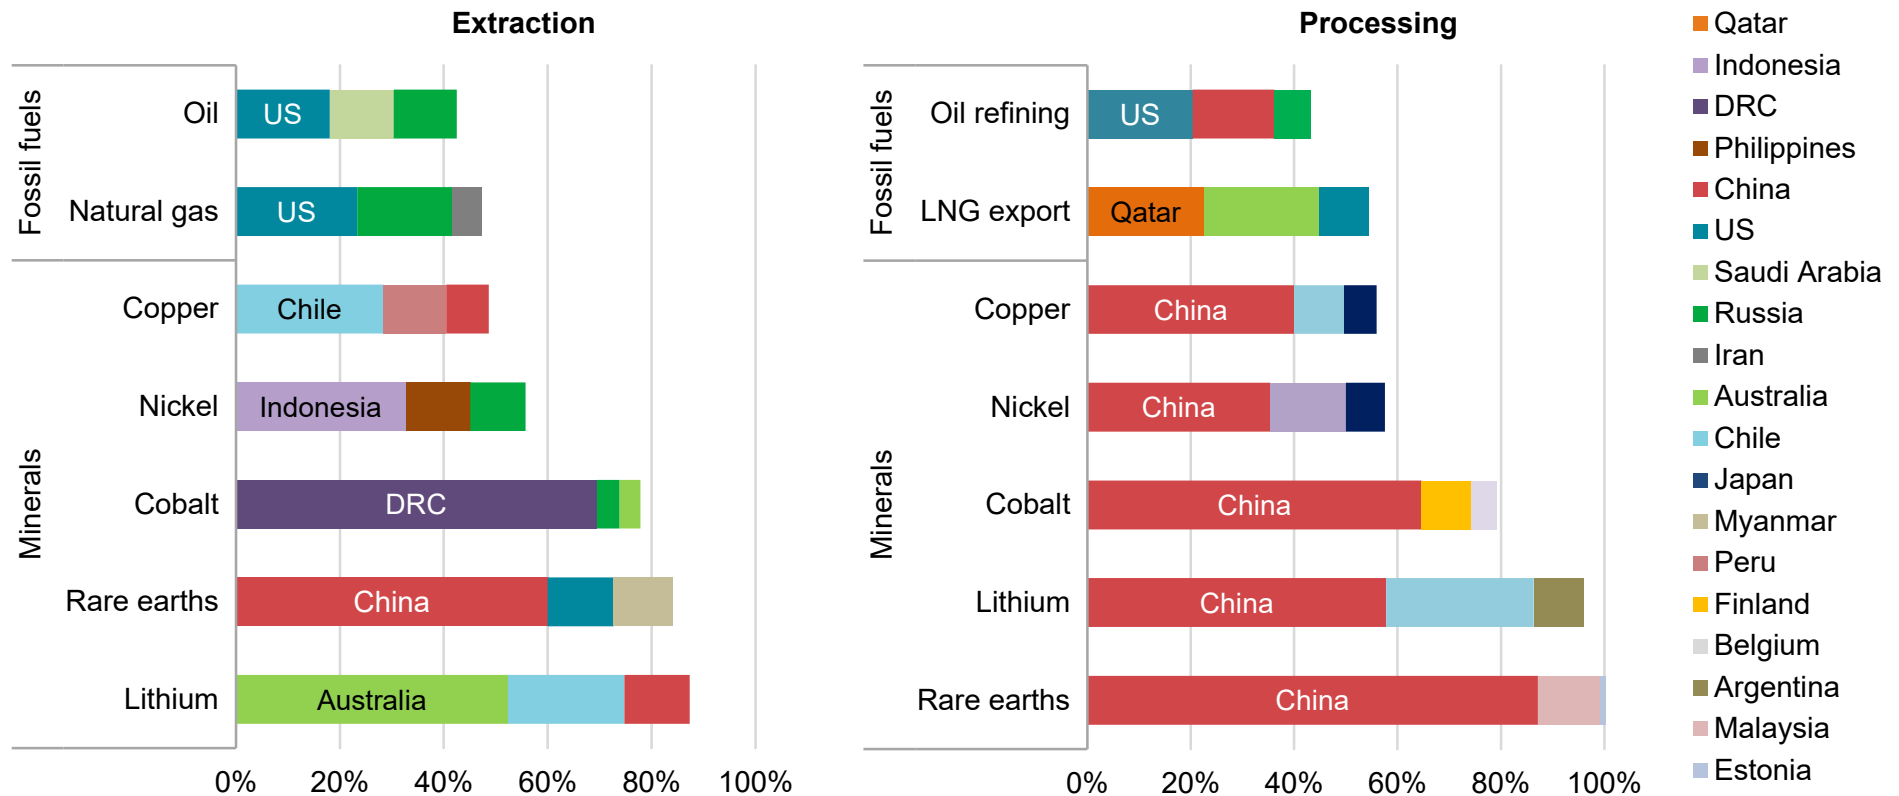 Extraction
Fossil fuels
Oil
US
Natural gas
US
Minerals
Copper
Chile
Nickel
Indonesia
Cobalt
DRC
Rare earths
China
Lithium
Australia
0% 20% 40% 60% 80% 100%
Processing
Fossil fuels
Oil refining
US
LNG export
Qatar
Minerals
Copper
China
Nickel
China
Cobalt
China
Lithium
China
Rare earths
China
0% 20% 40% 60% 80% 100%
Qatar
Indonesia
DRC
Philippines
China
US
Saudi Arabia
Russia
Iran
Australia
Chile
Japan
Myanmar
Peru
Finland
Belgium
Argentina
Malaysia
Estonia